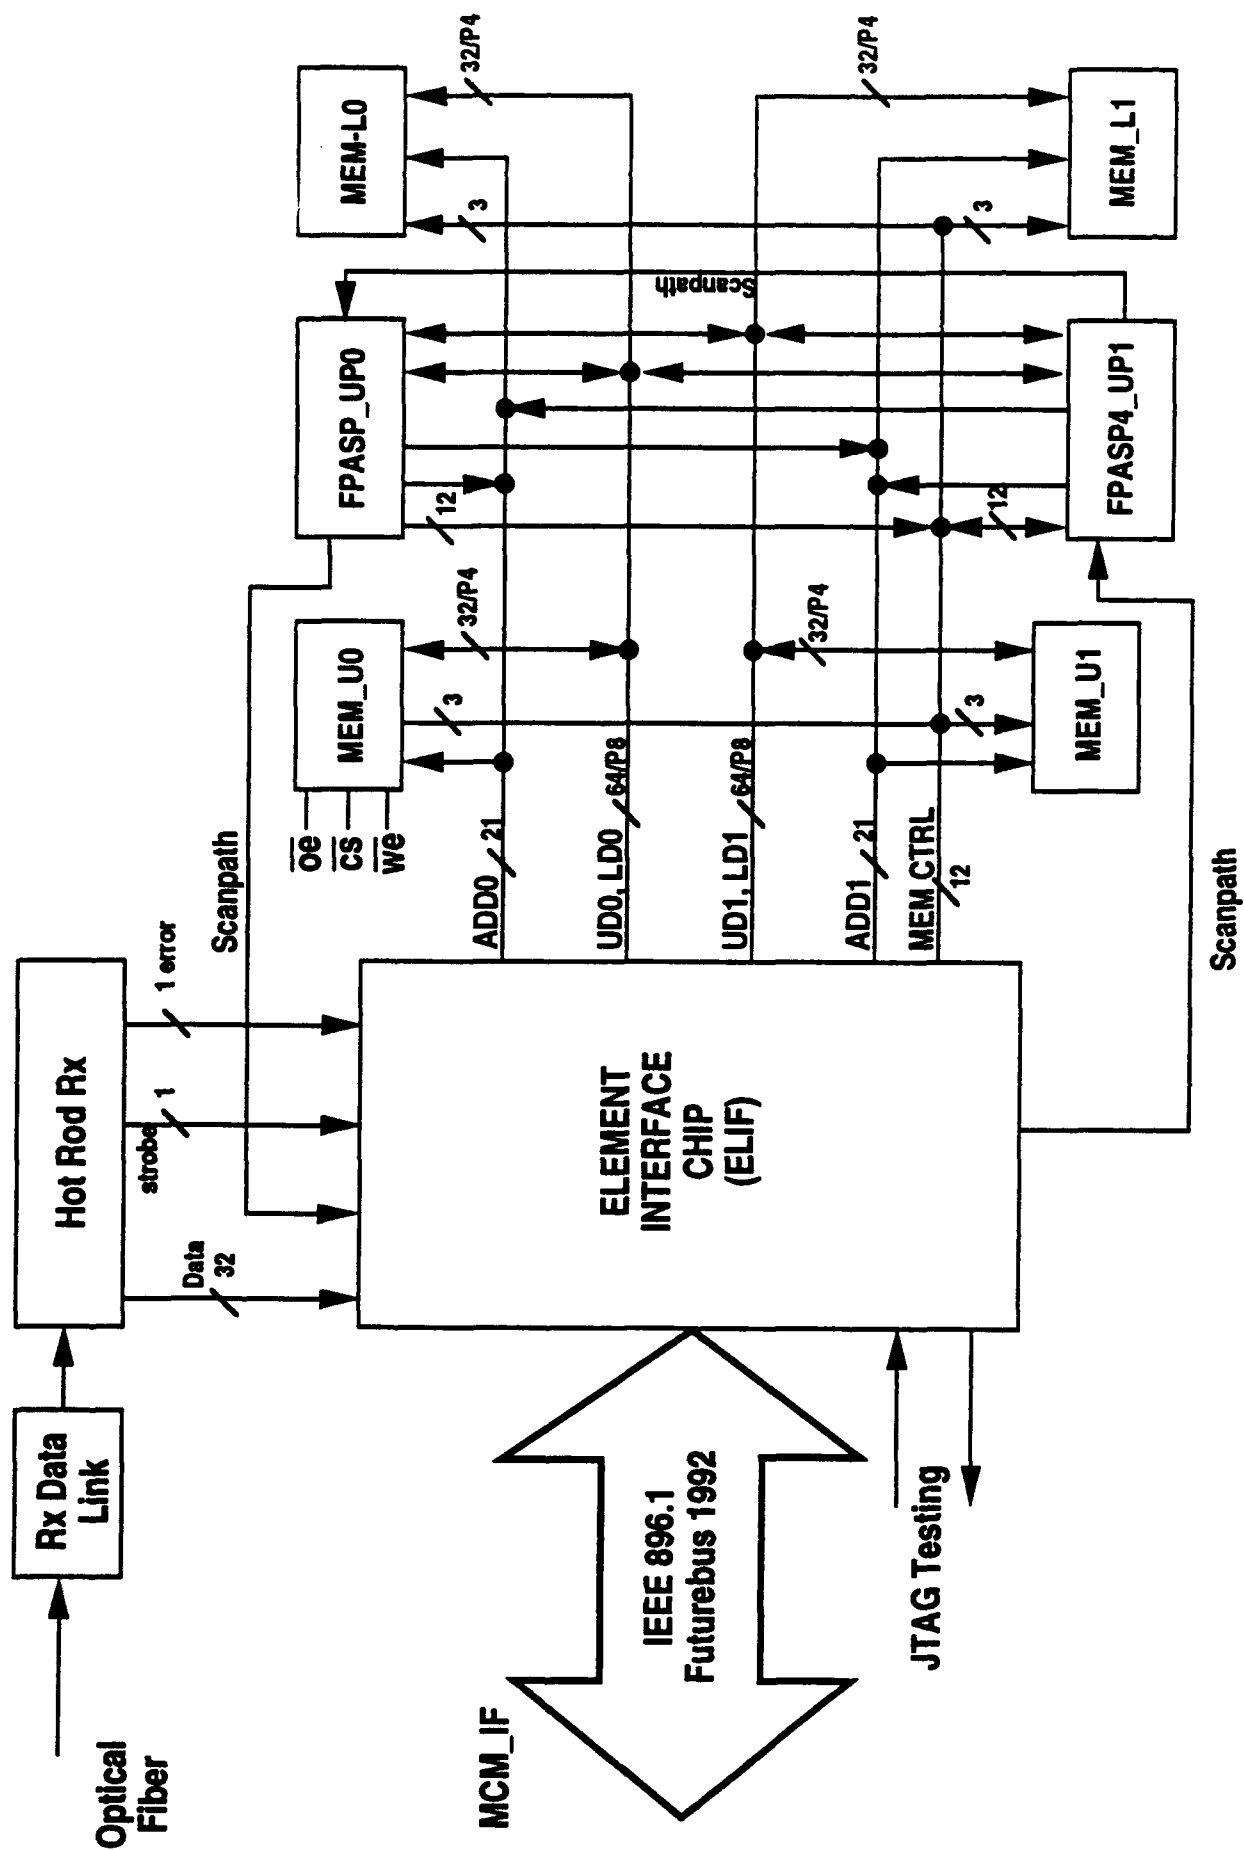 Optical
Fiber
Rx Data
Link
Hot Rod Rx
Data
32
strobe
1
1 error
Scanpath
MCM_IF
IEEE 896.1
Futurebus 1992
JTAG Testing
ELEMENT
INTERFACE
CHIP
(ELIF)
ADD0
21
UD0, LD0
64/P8
UD1, LD1
64/P8
ADD1
21
MEM CTRL
12
oe
cs
we
MEM_U0
3
32/P4
FPASP_UP0
12
MEM-L0
3
32/P4
Scanpath
MEM_U1
3
32/P4
FPASP4_UP1
12
MEM_L1
3
32/P4
Scanpath